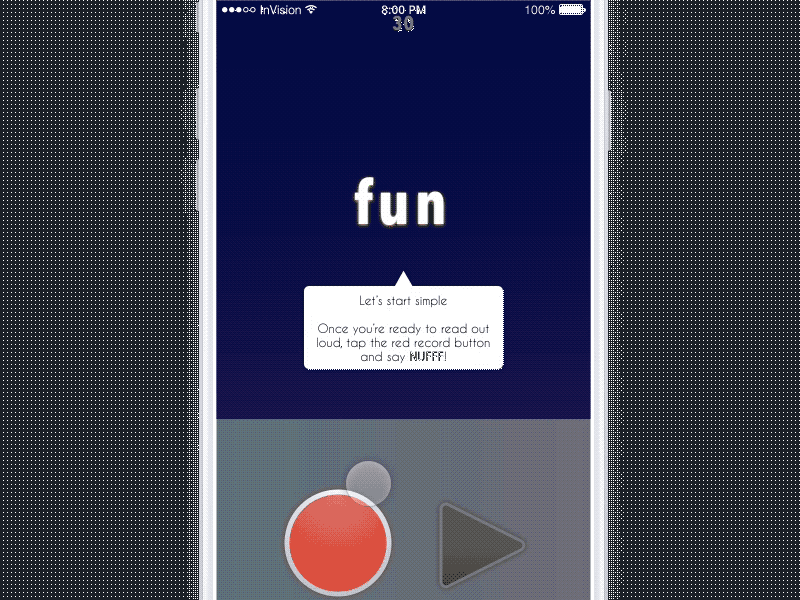 InVision
8:00 PM
100%
30
fun
Let's start simple
Once you're ready to read out
loud, tap the red record button
and say NUFFF!